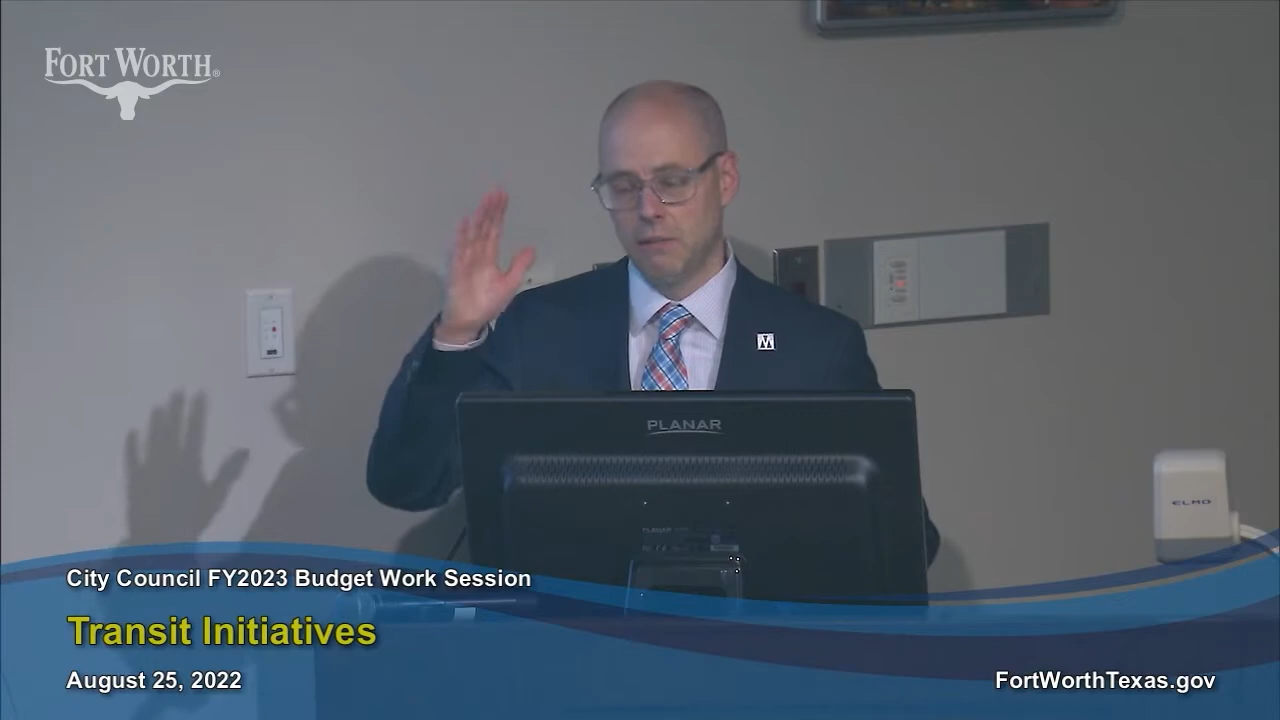 FORT WORTH®
PLANAR
ELMO
City Council FY2023 Budget Work Session
Transit Initiatives
August 25, 2022
FortWorthTexas.gov